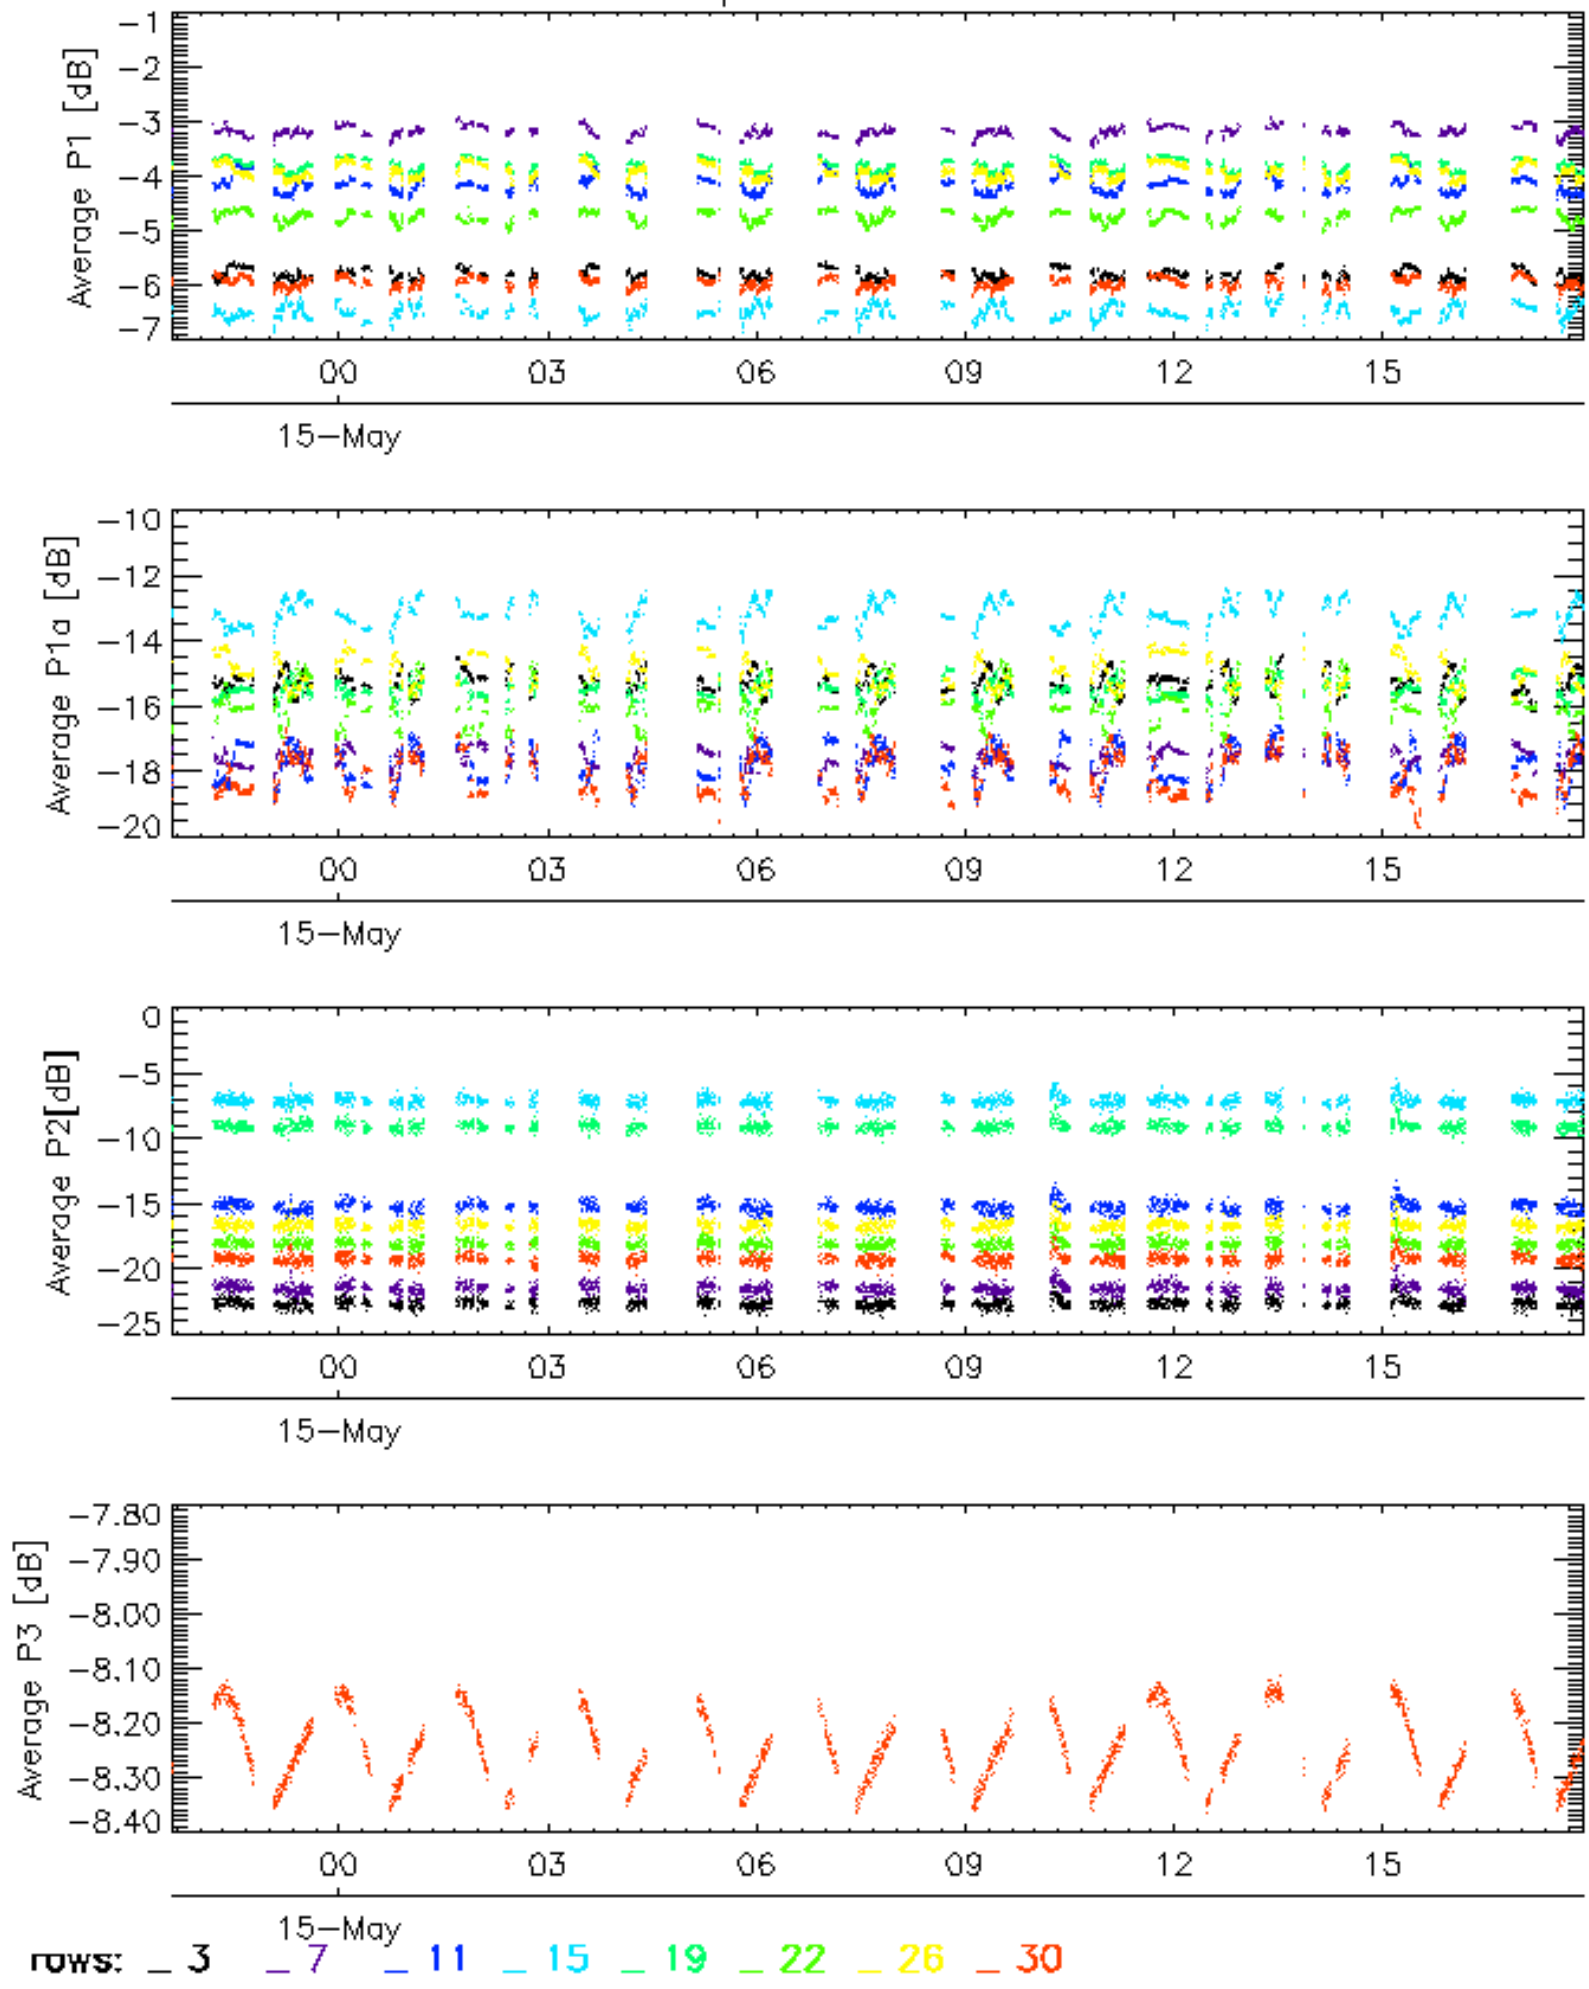 Average P1 [dB]
-1
-2
-3
-4
-5
-6
-7
00 03 06 09 12 15
15-May
Average P1a [dB]
-10
-12
-14
-16
-18
-20
00 03 06 09 12 15
15-May
Average P2[dB]
0
-5
-10
-15
-20
-25
00 03 06 09 12 15
15-May
Average P3 [dB]
-7.80
-7.90
-8.00
-8.10
-8.20
-8.30
-8.40
00 03 06 09 12 15
15-May
rows: _ 3 _ 7 _ 11 _ 15 _ 19 _ 22 _ 26 _ 30